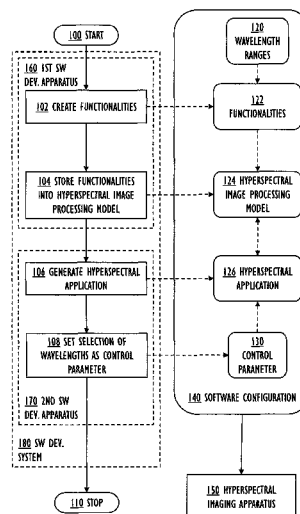 100 START
160 1ST SW
DEV. APPARATUS
102 CREATE FUNCTIONALITIES
104 STORE FUNCTIONALITIES
INTO HYPERSPECTRAL IMAGE
PROCESSING MODEL
106 GENERATE HYPERSPECTRAL
APPLICATION
108 SET SELECTION OF
WAVELENGTHS AS CONTROL
PARAMETER
170 2ND SW
DEV. APPARATUS
180 SW DEV.
SYSTEM
110 STOP
120
WAVELENGTH
RANGES
122
FUNCTIONALITIES
124 HYPERSPECTRAL
IMAGE PROCESSING
MODEL
126 HYPERSPECTRAL
APPLICATION
130
CONTROL
PARAMETER
140 SOFTWARE CONFIGURATION
150 HYPERSPECTRAL
IMAGING APPARATUS